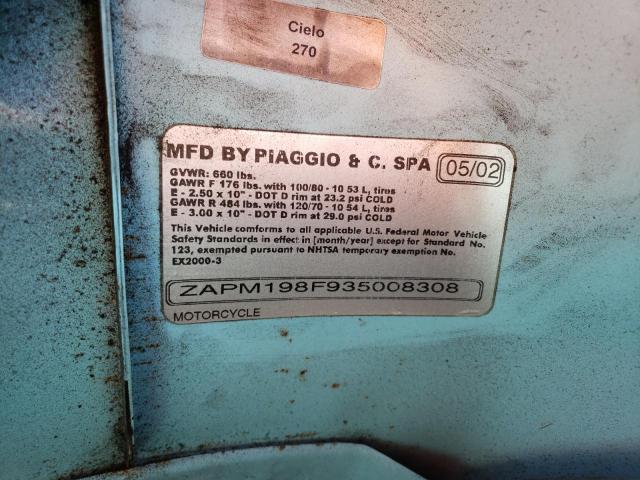 Cielo
270
MFD BY PIAGGIO & C. SPA 05/02
GVWR: 660 lbs.
GAWR F 176 lbs. with 100/80 - 10 53 L, tires
E - 2.50 x 10" - DOT D rim at 23.2 psi COLD
GAWR R 484 lbs. with 120/70 - 10 54 L, tires
E - 3.00 x 10" - DOT D rim at 29.0 psi COLD
This Vehicle conforms to all applicable U.S. Federal Motor Vehicle
Safety Standards in effect in [month/year] except for Standard No.
123, exempted pursuant to NHTSA temporary exemption No.
EX2000-3
ZAPM198F935008308
MOTORCYCLE